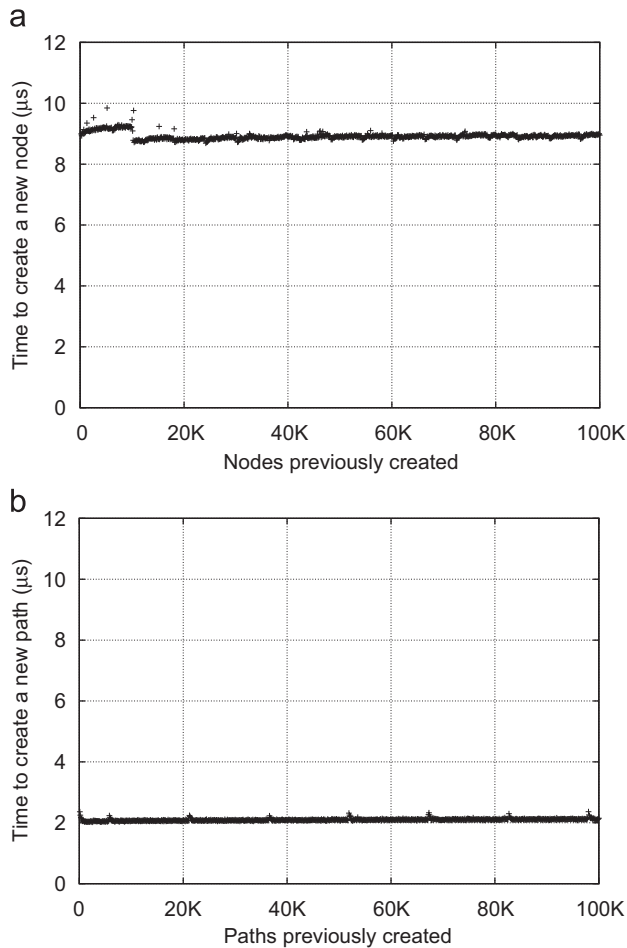 a
Time to create a new node (μs)
12
10
8
6
4
2
0
0 20K 40K 60K 80K 100K
Nodes previously created
b
Time to create a new path (μs)
12
10
8
6
4
2
0
0 20K 40K 60K 80K 100K
Paths previously created